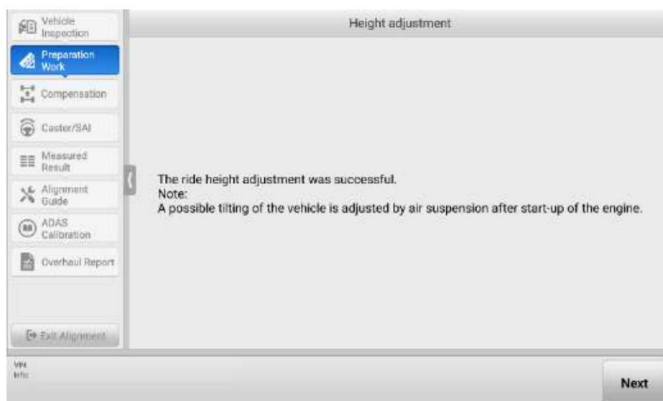 Height adjustment
Vehicle
Inspection
Preparation
Work
Compensation
Caster/SAI
Measured
Result
Alignment
Guide
ADAS
Calibration
Overhaul Report
Exit Alignment
The ride height adjustment was successful.
Note:
A possible tilting of the vehicle is adjusted by air suspension after start-up of the engine.
VIN
Info:
Next